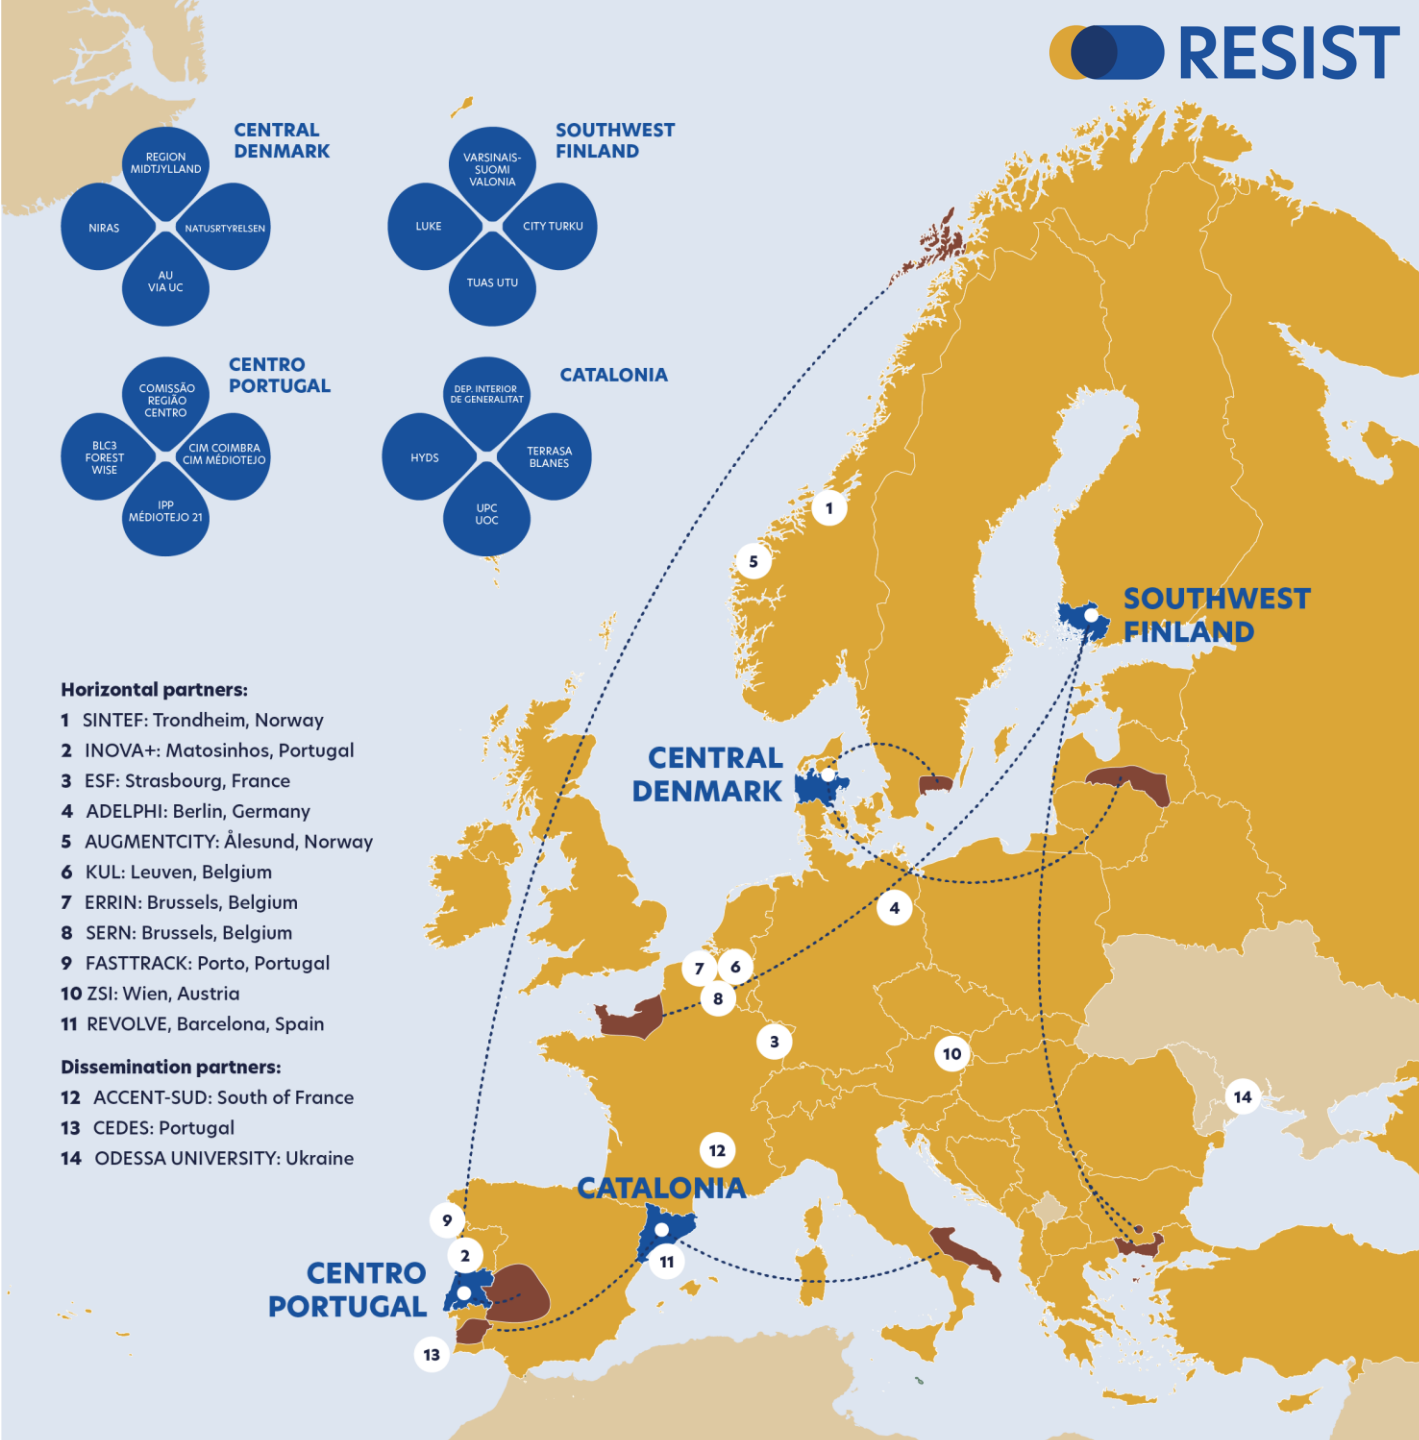 RESIST
CENTRAL
DENMARK
REGION
MIDTJYLLAND
NIRAS
NATUSRTYRELSEN
AU
VIA UC
SOUTHWEST
FINLAND
VARSINAIS-
SUOMI
VALONIA
LUKE
CITY TURKU
TUAS UTU
CENTRO
PORTUGAL
COMISSÃO
REGIÃO
CENTRO
BLC3
FOREST
WISE
CIM COIMBRA
CIM MÉDIOTEJO
IPP
MÉDIOTEJO 21
CATALONIA
DEP. INTERIOR
DE GENERALITAT
HYDS
TERRASA
BLANES
UPC
UOC
Horizontal partners:
1 SINTEF: Trondheim, Norway
2 INOVA+: Matosinhos, Portugal
3 ESF: Strasbourg, France
4 ADELPHI: Berlin, Germany
5 AUGMENTCITY: Ålesund, Norway
6 KUL: Leuven, Belgium
7 ERRIN: Brussels, Belgium
8 SERN: Brussels, Belgium
9 FASTTRACK: Porto, Portugal
10 ZSI: Wien, Austria
11 REVOLVE, Barcelona, Spain
Dissemination partners:
12 ACCENT-SUD: South of France
13 CEDES: Portugal
14 ODESSA UNIVERSITY: Ukraine
1
5
SOUTHWEST
FINLAND
CENTRAL
DENMARK
4
7
6
8
3
10
14
12
CATALONIA
9
2
11
CENTRO
PORTUGAL
13